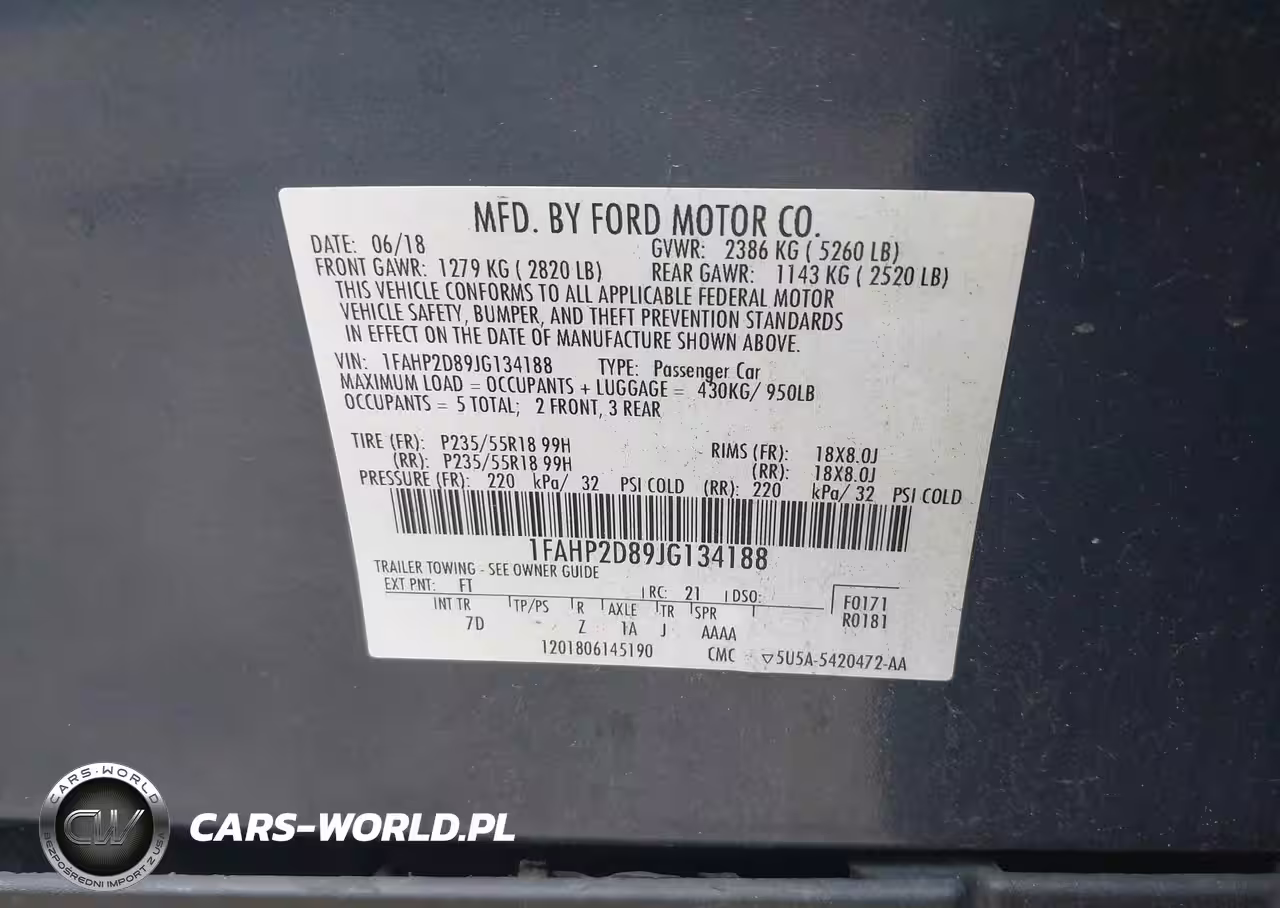 MFD. BY FORD MOTOR CO.
DATE: 06/18 GVWR: 2386 KG ( 5260 LB)
FRONT GAWR: 1279 KG ( 2820 LB) REAR GAWR: 1143 KG ( 2520 LB)
THIS VEHICLE CONFORMS TO ALL APPLICABLE FEDERAL MOTOR
VEHICLE SAFETY, BUMPER, AND THEFT PREVENTION STANDARDS
IN EFFECT ON THE DATE OF MANUFACTURE SHOWN ABOVE.
VIN: 1FAHP2D89JG134188 TYPE: Passenger Car
MAXIMUM LOAD = OCCUPANTS + LUGGAGE = 430KG/ 950LB
OCCUPANTS = 5 TOTAL; 2 FRONT, 3 REAR
TIRE (FR): P235/55R18 99H RIMS (FR): 18X8.0J
(RR): P235/55R18 99H (RR): 18X8.0J
PRESSURE (FR): 220 kPa/ 32 PSI COLD (RR): 220 kPa/ 32 PSI COLD
1FAHP2D89JG134188
TRAILER TOWING - SEE OWNER GUIDE
EXT PNT: FT RC: 21 DSO: F0171
INT TR TP/PS R AXLE TR SPR R0181
7D Z 1A J AAAA
1201806145190 CMC ▽5U5A-5420472-AA
CARS-WORLD
CW
BEZPOŚREDNI IMPORT Z USA
CARS-WORLD.PL